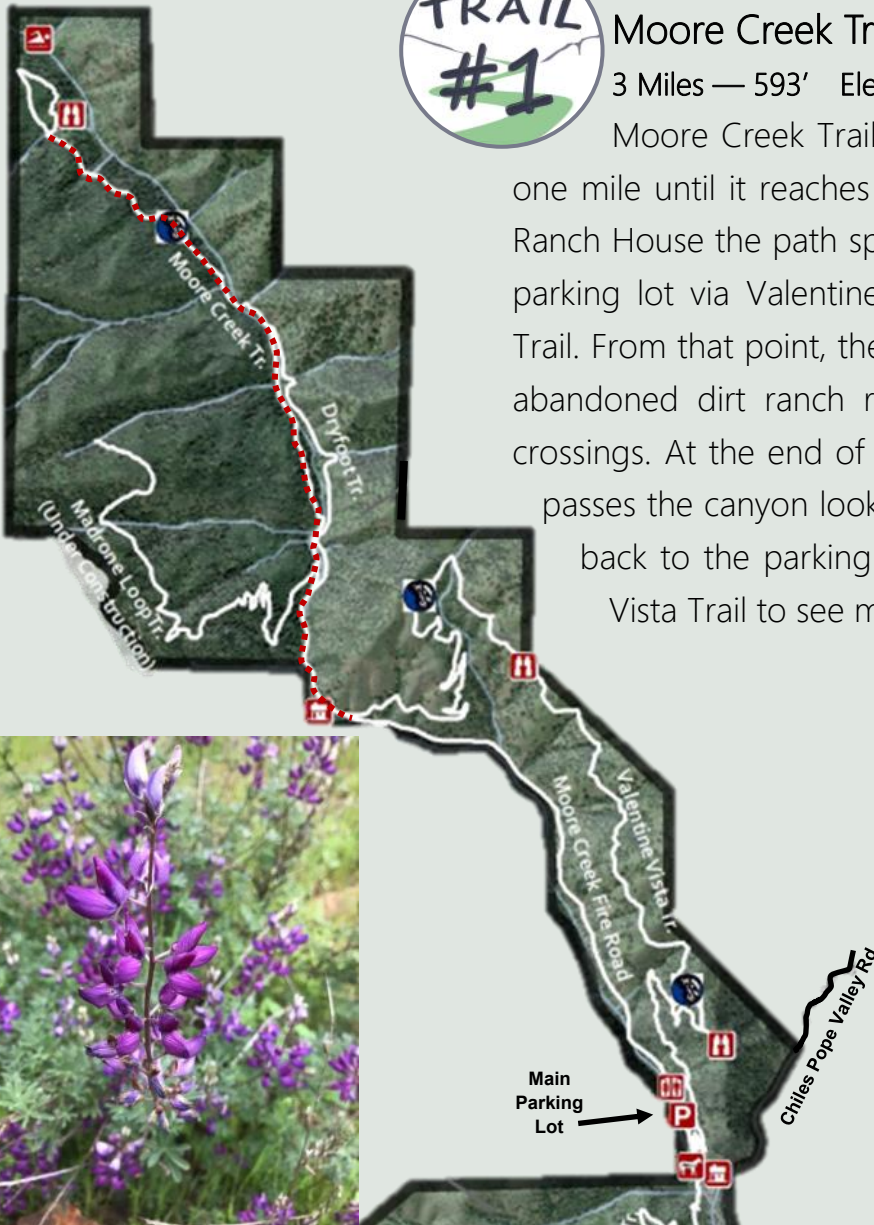 TRAIL
#1
Moore Creek Tr
3 Miles — 593′ Ele
Moore Creek Trail
one mile until it reaches
Ranch House the path sp
parking lot via Valentine
Trail. From that point, the
abandoned dirt ranch r
crossings. At the end of
passes the canyon look
back to the parking
Vista Trail to see m
Moore Creek Tr.
Dryfoot Tr.
Madrone Loop Tr.
(Under Construction)
Valentine Vista Tr.
Moore Creek Fire Road
Chiles Pope Valley Rd
Main
Parking
Lot
P